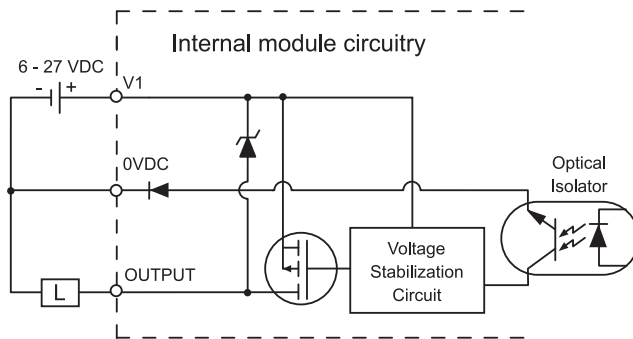 Internal module circuitry
6 - 27 VDC
- +
V1
0VDC
Optical
Isolator
Voltage
Stabilization
Circuit
OUTPUT
L